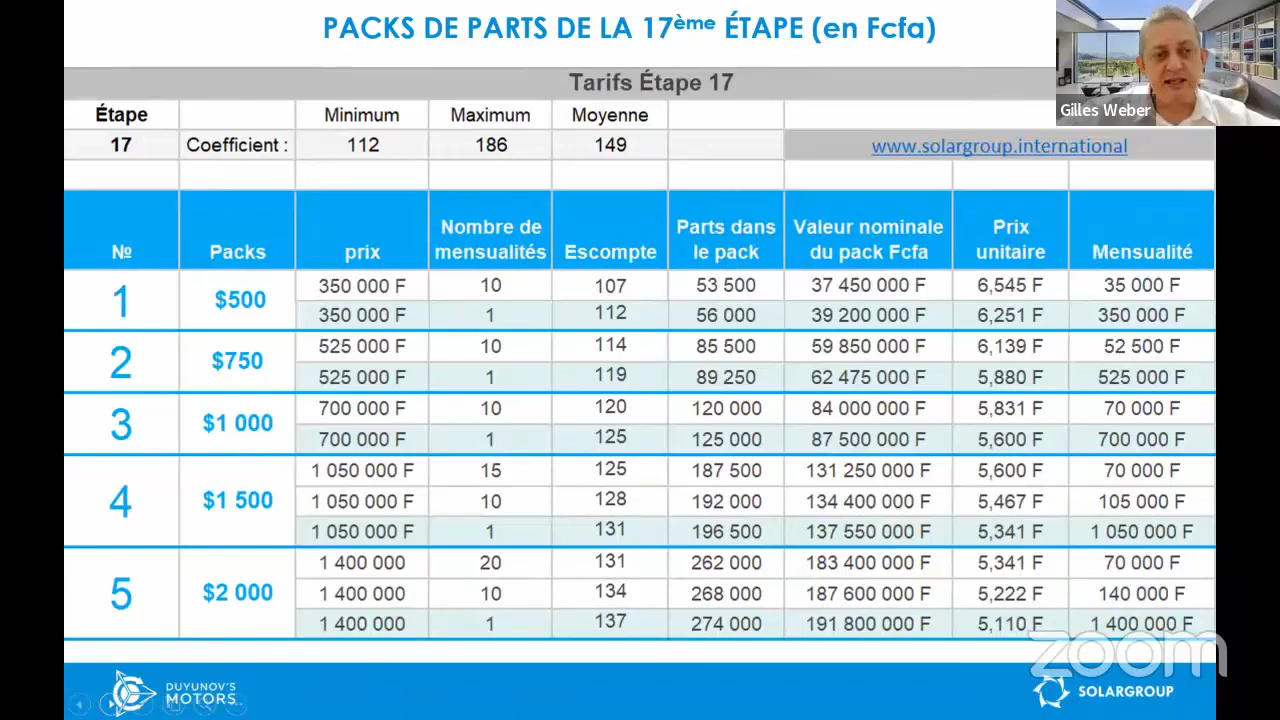 PACKS DE PARTS DE LA 17ème ÉTAPE (en Fcfa)
Gilles Weber
Tarifs Étape 17
Étape Minimum Maximum Moyenne
17 Coefficient : 112 186 149 www.solargroup.international
№ Packs prix Nombre de mensualités Escompte Parts dans le pack Valeur nominale du pack Fcfa Prix unitaire Mensualité
1 $500 350 000 F 10 107 53 500 37 450 000 F 6,545 F 35 000 F
350 000 F 1 112 56 000 39 200 000 F 6,251 F 350 000 F
2 $750 525 000 F 10 114 85 500 59 850 000 F 6,139 F 52 500 F
525 000 F 1 119 89 250 62 475 000 F 5,880 F 525 000 F
3 $1 000 700 000 F 10 120 120 000 84 000 000 F 5,831 F 70 000 F
700 000 F 1 125 125 000 87 500 000 F 5,600 F 700 000 F
4 $1 500 1 050 000 F 15 125 187 500 131 250 000 F 5,600 F 70 000 F
1 050 000 F 10 128 192 000 134 400 000 F 5,467 F 105 000 F
1 050 000 F 1 131 196 500 137 550 000 F 5,341 F 1 050 000 F
5 $2 000 1 400 000 20 131 262 000 183 400 000 F 5,341 F 70 000 F
1 400 000 10 134 268 000 187 600 000 F 5,222 F 140 000 F
1 400 000 1 137 274 000 191 800 000 F 5,110 F 1 400 000 F
zoom
DUYUNOV'S
MOTORS
SOLARGROUP